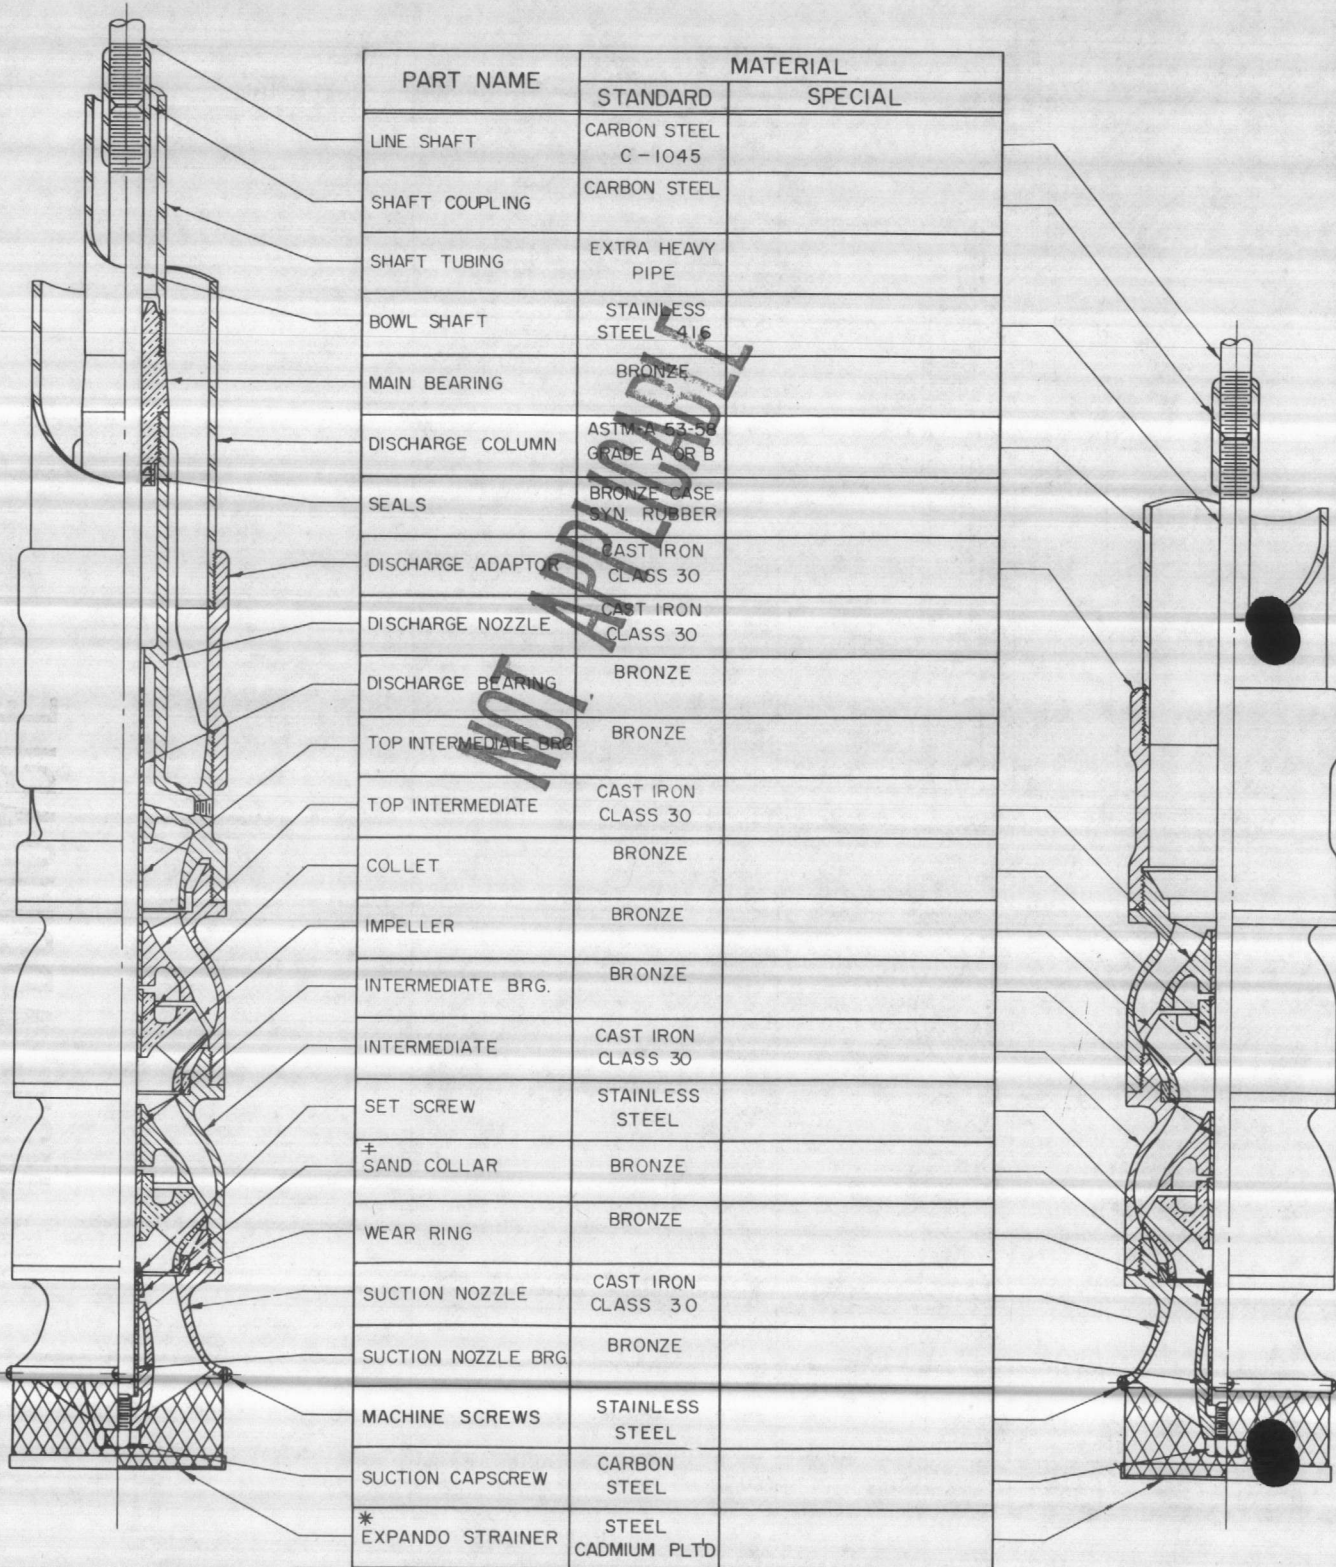 PART NAME
MATERIAL
STANDARD
SPECIAL
LINE SHAFT
CARBON STEEL
C-1045
SHAFT COUPLING
CARBON STEEL
SHAFT TUBING
EXTRA HEAVY
PIPE
BOWL SHAFT
STAINLESS
STEEL 416
MAIN BEARING
BRONZE
DISCHARGE COLUMN
ASTM-A 53-58
GRADE A OR B
SEALS
BRONZE CASE
SYN. RUBBER
DISCHARGE ADAPTOR
CAST IRON
CLASS 30
DISCHARGE NOZZLE
CAST IRON
CLASS 30
DISCHARGE BEARING
BRONZE
TOP INTERMEDIATE BRG
BRONZE
TOP INTERMEDIATE
CAST IRON
CLASS 30
COLLET
BRONZE
IMPELLER
BRONZE
INTERMEDIATE BRG.
BRONZE
INTERMEDIATE
CAST IRON
CLASS 30
SET SCREW
STAINLESS
STEEL
‡
SAND COLLAR
BRONZE
WEAR RING
BRONZE
SUCTION NOZZLE
CAST IRON
CLASS 30
SUCTION NOZZLE BRG.
BRONZE
MACHINE SCREWS
STAINLESS
STEEL
SUCTION CAPSCREW
CARBON
STEEL
*
EXPANDO STRAINER
STEEL
CADMIUM PLT'D
NOT APPLICABLE